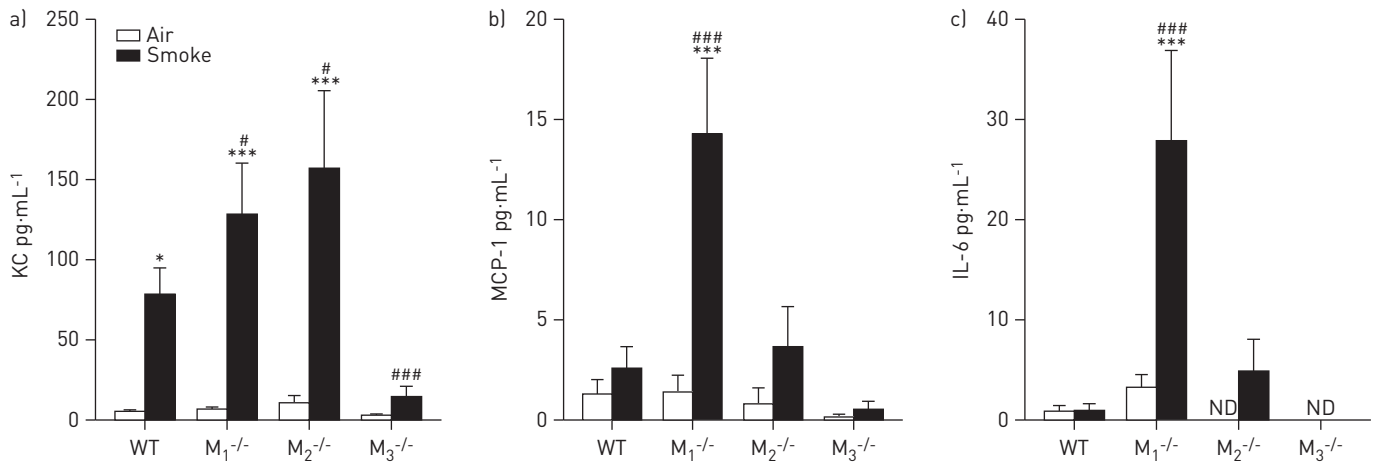 a)
250
200
150
100
50
0
KC pg·mL⁻¹
Air
Smoke
*
#
***
#
***
###
WT
M₁⁻/⁻
M₂⁻/⁻
M₃⁻/⁻
b)
20
15
10
5
0
MCP-1 pg·mL⁻¹
###
***
WT
M₁⁻/⁻
M₂⁻/⁻
M₃⁻/⁻
c)
40
30
20
10
0
IL-6 pg·mL⁻¹
###
***
ND
ND
WT
M₁⁻/⁻
M₂⁻/⁻
M₃⁻/⁻